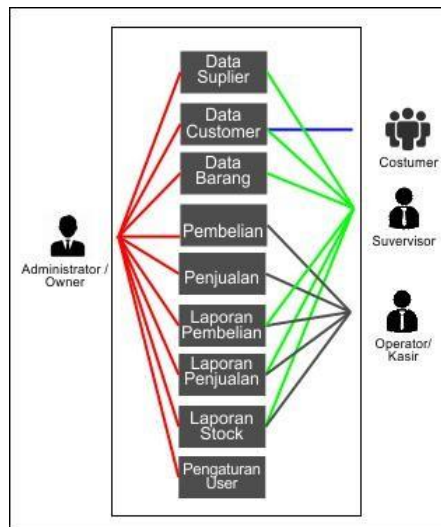 Data
Suplier
Data
Customer
Data
Barang
Pembelian
Penjualan
Laporan
Pembelian
Laporan
Penjualan
Laporan
Stock
Pengaturan
User
Administrator /
Owner
Costumer
Suvervisor
Operator/
Kasir